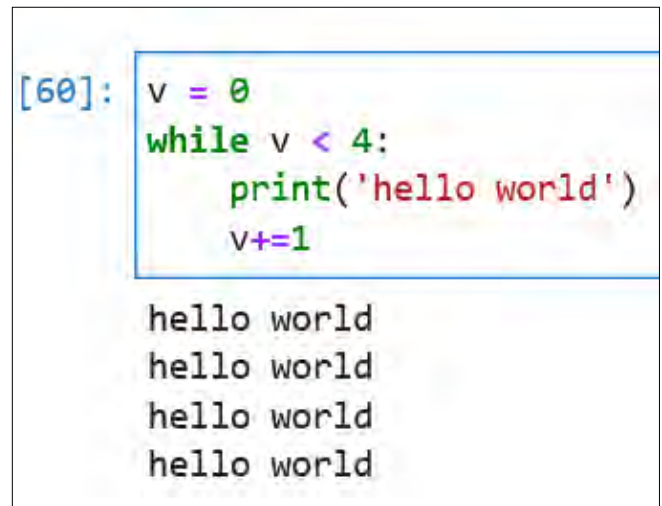 [60]: v = 0
while v < 4:
    print('hello world')
    v+=1
hello world
hello world
hello world
hello world